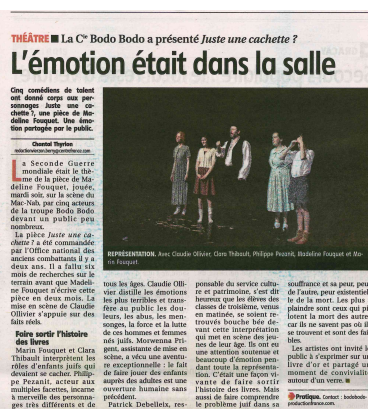 THÉÂTRE ■ La Cie Bodo Bodo a présenté Juste une cachette ?
L'émotion était dans la salle
Cinq comédiens de talent
ont donné corps aux per-
sonnages Juste une ca-
chette ?, une pièce de Ma-
deline Fouquet. Une émo-
tion partagée par le public.
Chantal Thyrion
La Seconde Guerre
mondiale était le thè-
me de la pièce de Ma-
deline Fouquet, jouée,
mardi soir, sur la scène du
Mac-Nab, par cinq acteurs
de la troupe Bodo Bodo
devant un public peu
nombreux.
La pièce Juste une ca-
chette ? a été commandée
par l'Office national des
anciens combattants il y a
deux ans. Il a fallu six
mois de recherches sur le
terrain avant que Madeli-
ne Fouquet n'écrive cette
pièce en deux mois. La
mise en scène de Claudie
Ollivier s'appuie sur des
faits réels.
Faire sortir l'histoire
des livres
Marin Fouquet et Clara
Thibault interprètent les
rôles d'enfants juifs qui
devaient se cacher. Philip-
pe Pezanit, acteur aux
multiples facettes, incarne
à merveille des personna-
ges très différents et de
REPRÉSENTATION. Avec Claudie Ollivier, Clara Thibault, Philippe Pezanit, Madeline Fouquet et Ma-
rin Fouquet.
tous les âges. Claudie Olli-
vier distille les émotions
les plus terribles et trans-
fère au public les dou-
leurs, les abus, les men-
songes, la force et la lutte
de ces hommes et femmes
nés juifs. Morwenna Pri-
gent, assistante de mise en
scène, a vécu une aventu-
re exceptionnelle : le fait
de faire jouer des enfants
auprès des adultes est une
ouverture humaine sans
précédent.
Patrick Debelleix, res-
ponsable du service cultu-
re et patrimoine, s'est dit
heureux que les élèves des
classes de troisième, venus
en matinée, se soient re-
trouvés bouche bée de-
vant cette interprétation
qui met en scène des jeu-
nes de leur âge. Ils ont eu
une attention soutenue et
beaucoup d'émotion pen-
dant toute la représenta-
tion. C'était une façon vi-
vante de faire sortir
l'histoire des livres. Mais
aussi de faire connaître
le problème juif dans sa
souffrance et sa peur, peur
de l'autre, peur existentiel-
le de la mort. Les plus à
plaindre sont ceux qui pi-
lotent la mort des autres
car ils ne savent pas où ils
se trouvent et sont des fai-
bles.
Les artistes ont invité le
public à s'exprimer sur un
livre d'or et partagé un
moment de convivialité
autour d'un verre. ■
Pratique. Contact : bodobodo-
production@free.fr